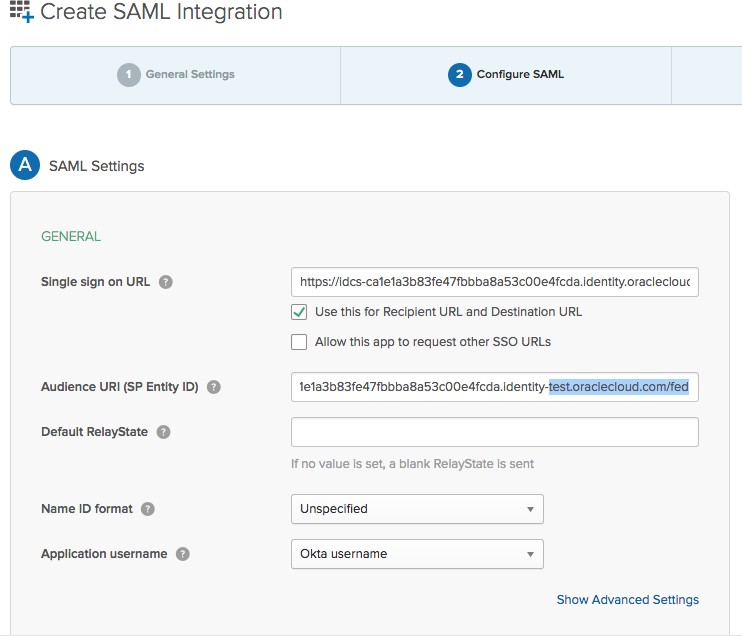 Create SAML Integration
1 General Settings
2 Configure SAML
A SAML Settings
GENERAL
Single sign on URL ? https://idcs-ca1e1a3b83fe47fbbba8a53c00e4fcda.identity.oraclecloud
Use this for Recipient URL and Destination URL
Allow this app to request other SSO URLs
Audience URI (SP Entity ID) ? 1e1a3b83fe47fbbba8a53c00e4fcda.identity-test.oraclecloud.com/fed
Default RelayState ?
If no value is set, a blank RelayState is sent
Name ID format ? Unspecified
Application username ? Okta username
Show Advanced Settings